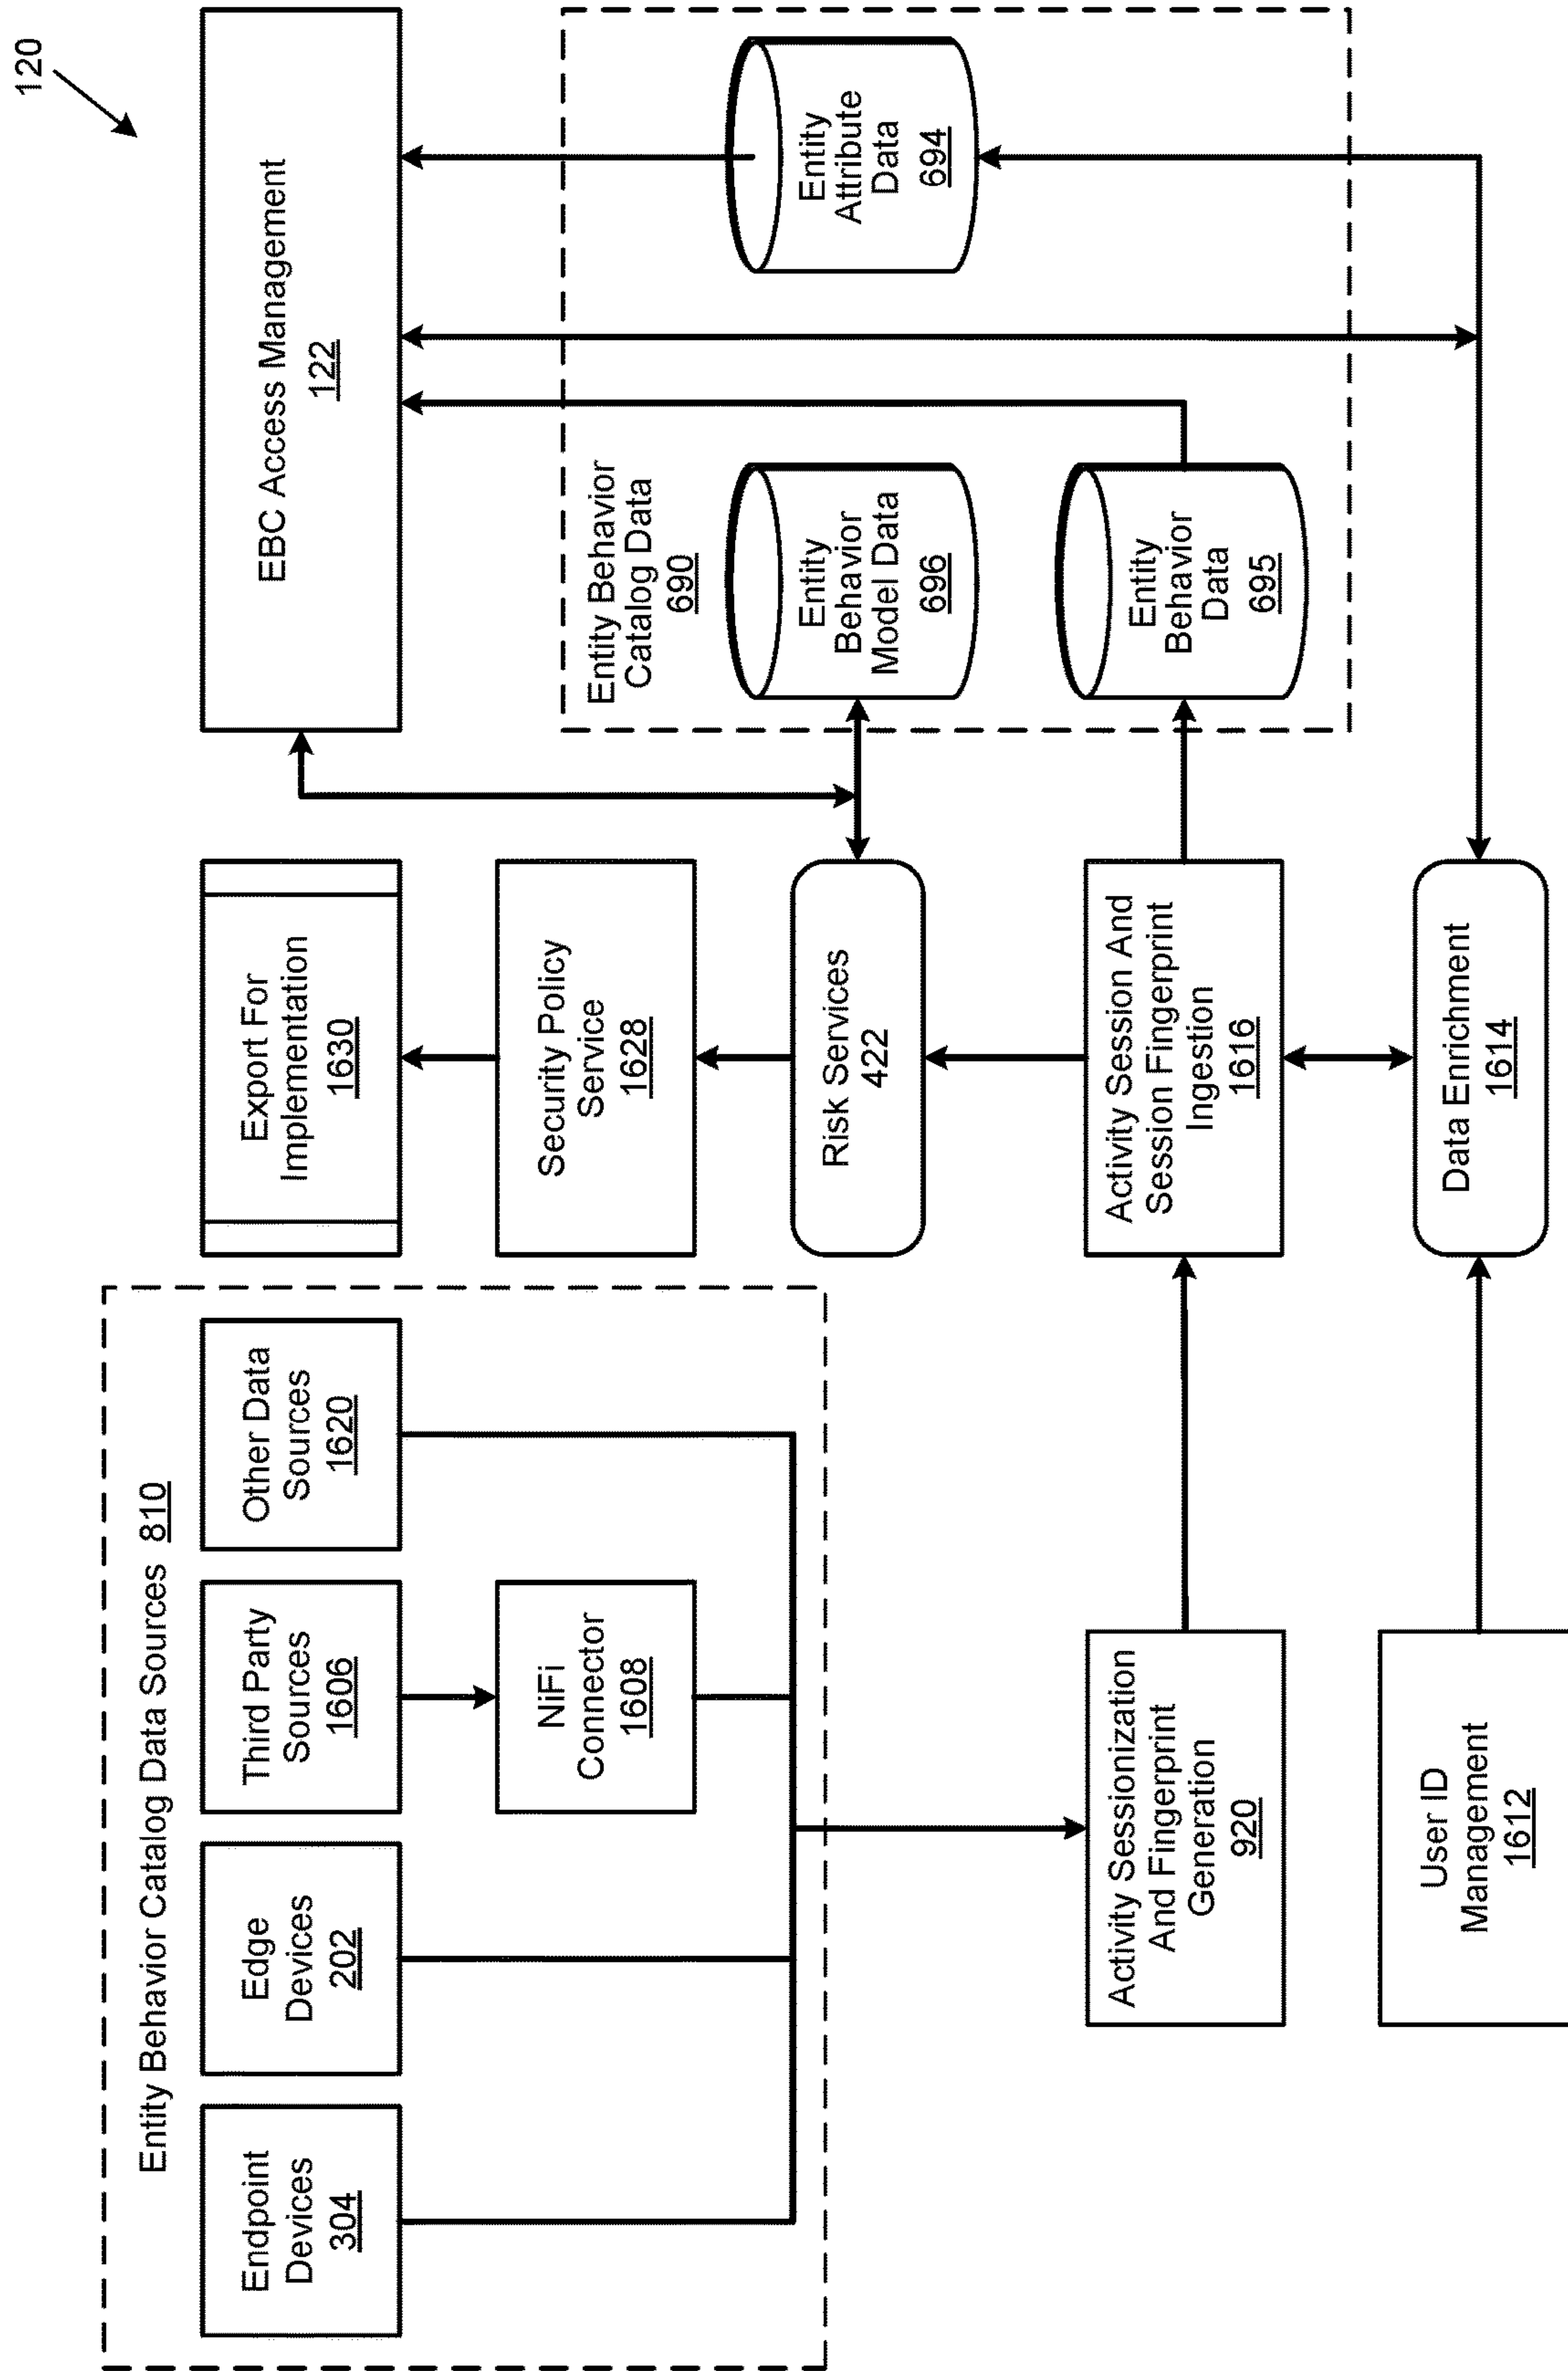 120
Entity Behavior Catalog Data Sources 810
Endpoint
Devices
304
Edge
Devices
202
Third Party
Sources
1606
Other Data
Sources
1620
NiFi
Connector
1608
Export For
Implementation
1630
EBC Access Management
122
Security Policy
Service
1628
Entity Behavior
Catalog Data
690
Risk Services
422
Entity
Behavior
Model Data
696
Entity
Attribute
Data
694
Activity Sessionization
And Fingerprint
Generation
920
Activity Session And
Session Fingerprint
Ingestion
1616
Entity
Behavior
Data
695
User ID
Management
1612
Data Enrichment
1614